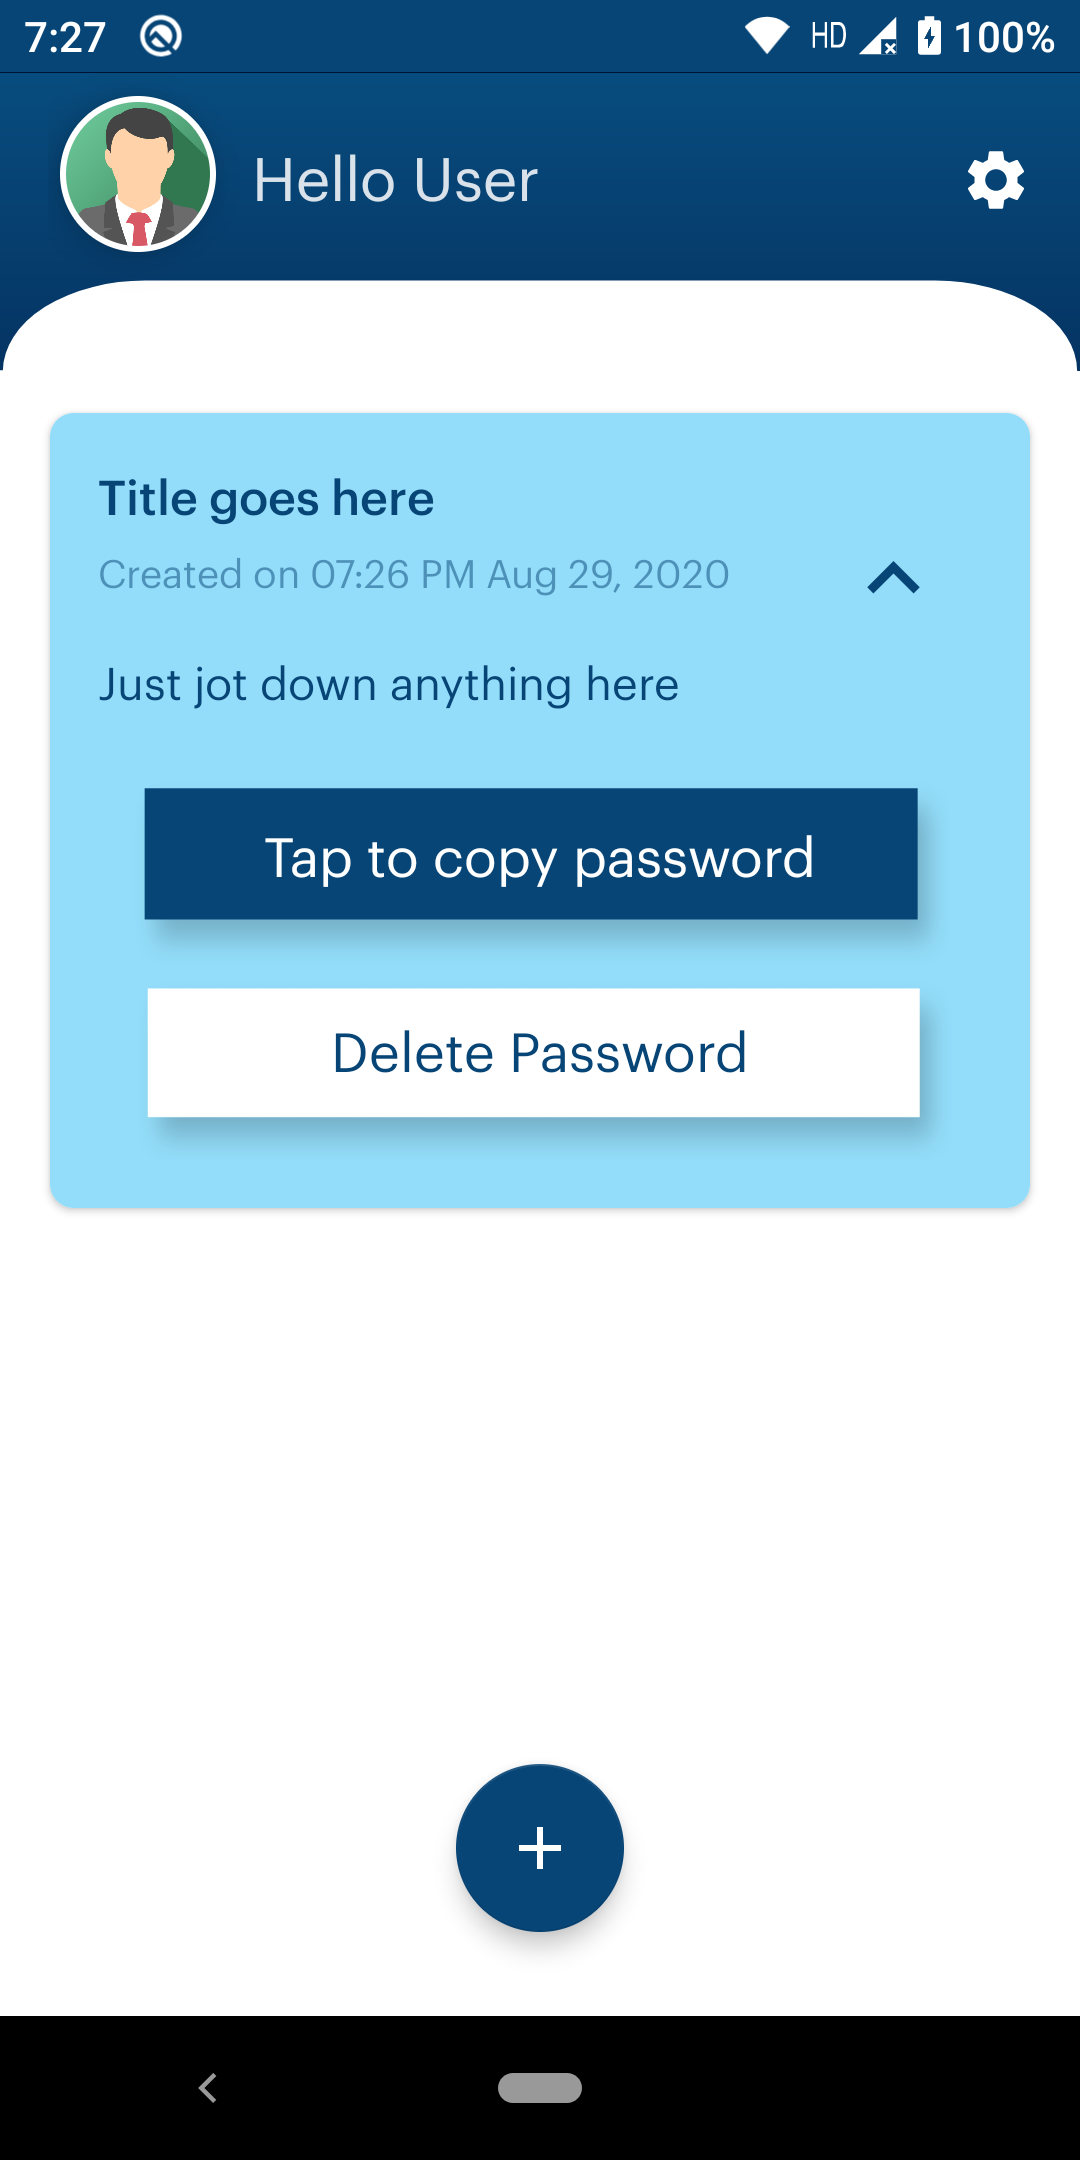 7:27 HD 100%
Hello User
Title goes here
Created on 07:26 PM Aug 29, 2020
Just jot down anything here
Tap to copy password
Delete Password